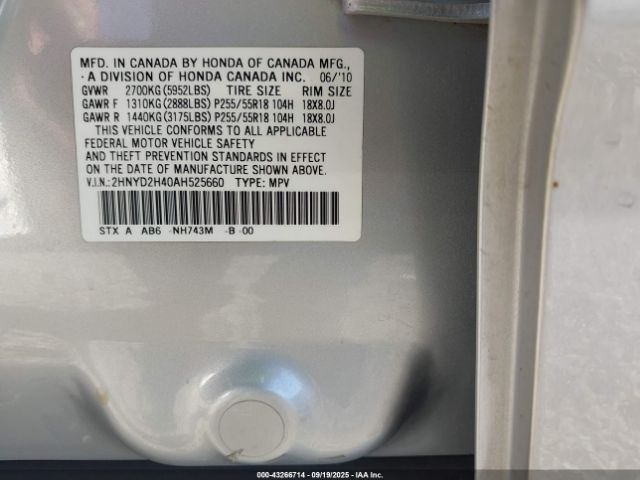 MFD. IN CANADA BY HONDA OF CANADA MFG.,
A DIVISION OF HONDA CANADA INC. 06/'10
GVWR 2700KG(5952LBS) TIRE SIZE RIM SIZE
GAWR F 1310KG(2888LBS) P255/55R18 104H 18X8.0J
GAWR R 1440KG(3175LBS) P255/55R18 104H 18X8.0J
THIS VEHICLE CONFORMS TO ALL APPLICABLE
FEDERAL MOTOR VEHICLE SAFETY
AND THEFT PREVENTION STANDARDS IN EFFECT
ON THE DATE OF MANUFACTURE SHOWN ABOVE.
V.I.N.:2HNYD2H40AH525660 TYPE: MPV
STX A AB6 NH743M -B-00
000-43266714 - 09/19/2025 - IAA Inc.